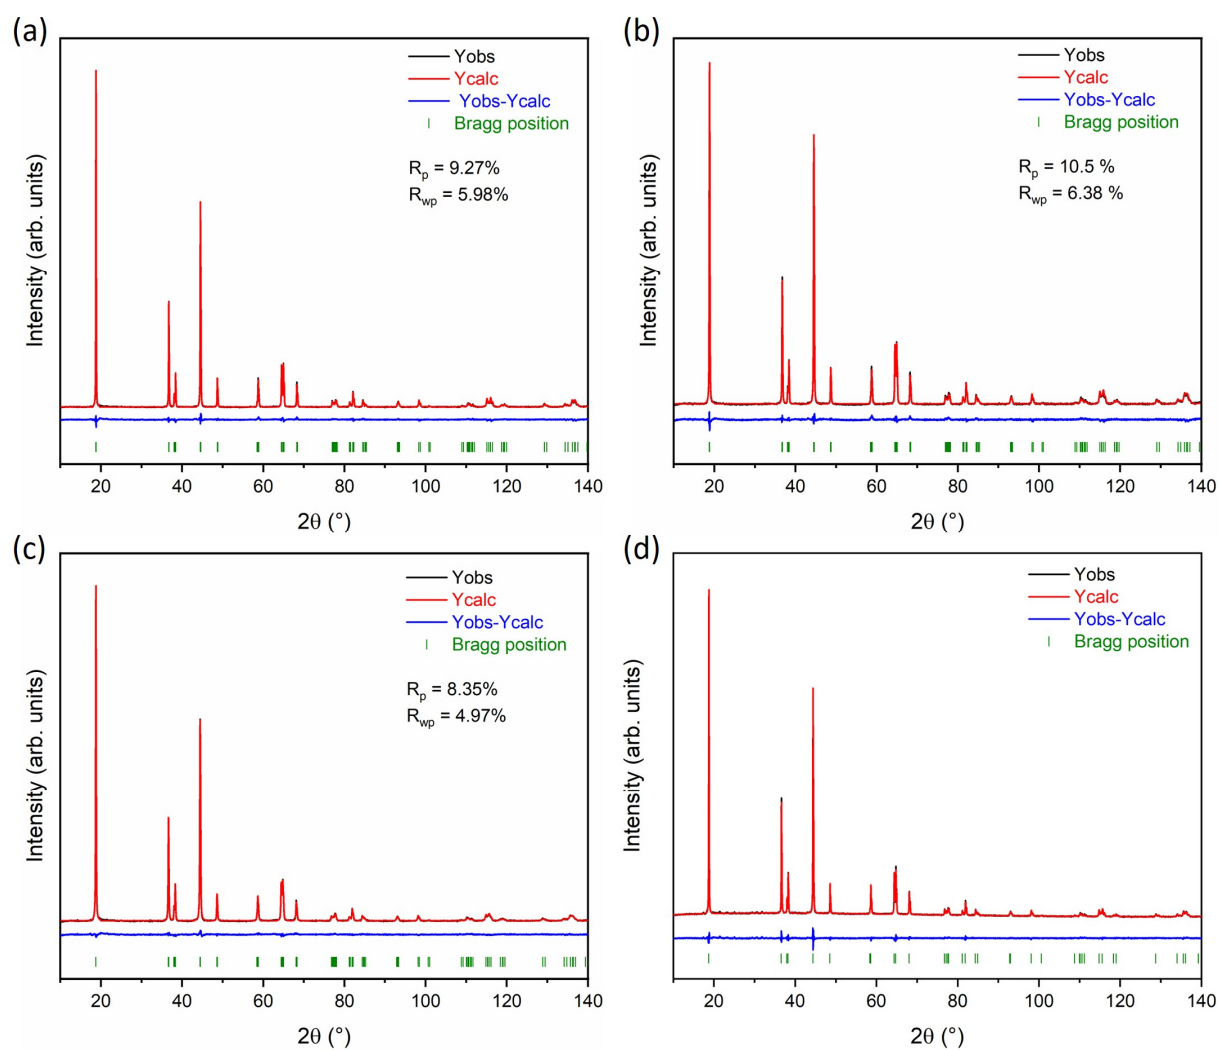 (a)
Yobs
Ycalc
Yobs-Ycalc
Bragg position
Rp = 9.27%
Rwp = 5.98%
Intensity (arb. units)
20 40 60 80 100 120 140
2θ (°)
(b)
Yobs
Ycalc
Yobs-Ycalc
Bragg position
Rp = 10.5 %
Rwp = 6.38 %
Intensity (arb. units)
20 40 60 80 100 120 140
2θ (°)
(c)
Yobs
Ycalc
Yobs-Ycalc
Bragg position
Rp = 8.35%
Rwp = 4.97%
Intensity (arb. units)
20 40 60 80 100 120 140
2θ (°)
(d)
Yobs
Ycalc
Yobs-Ycalc
Bragg position
Intensity (arb. units)
20 40 60 80 100 120 140
2θ (°)